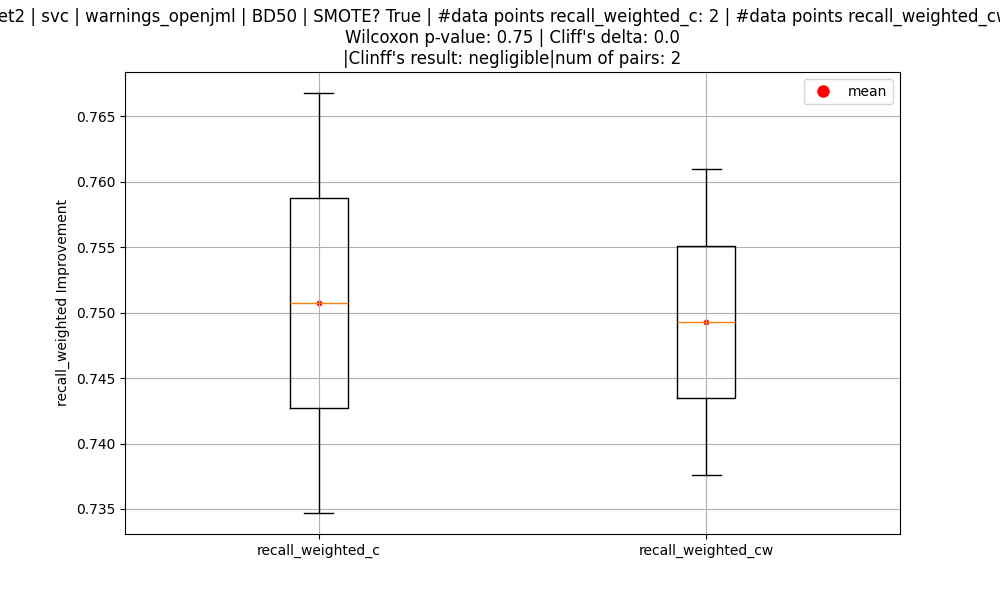 et2 | svc | warnings_openjml | BD50 | SMOTE? True | #data points recall_weighted_c: 2 | #data points recall_weighted_cw
Wilcoxon p-value: 0.75 | Cliff's delta: 0.0
|Clinff's result: negligible|num of pairs: 2
mean
0.765
0.760
0.755
0.750
0.745
0.740
0.735
recall_weighted Improvement
recall_weighted_c
recall_weighted_cw